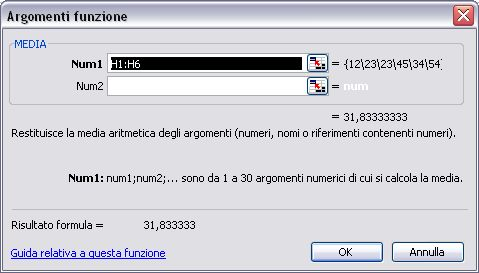 Argomenti funzione
MEDIA
Num1 H1:H6 = {12\23\23\45\34\54}
Num2 = num
= 31,83333333
Restituisce la media aritmetica degli argomenti (numeri, nomi o riferimenti contenenti numeri).
Num1: num1;num2;... sono da 1 a 30 argomenti numerici di cui si calcola la media.
Risultato formula = 31,833333
Guida relativa a questa funzione OK Annulla